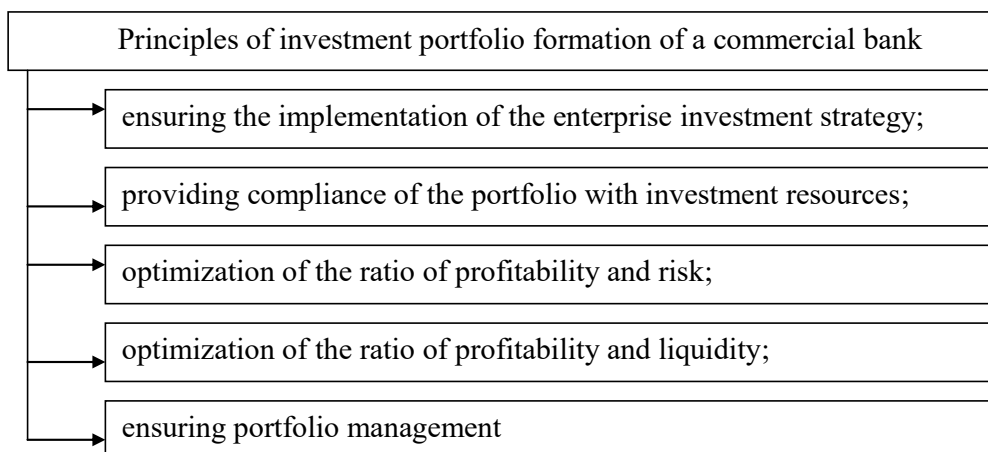 Principles of investment portfolio formation of a commercial bank
ensuring the implementation of the enterprise investment strategy;
providing compliance of the portfolio with investment resources;
optimization of the ratio of profitability and risk;
optimization of the ratio of profitability and liquidity;
ensuring portfolio management